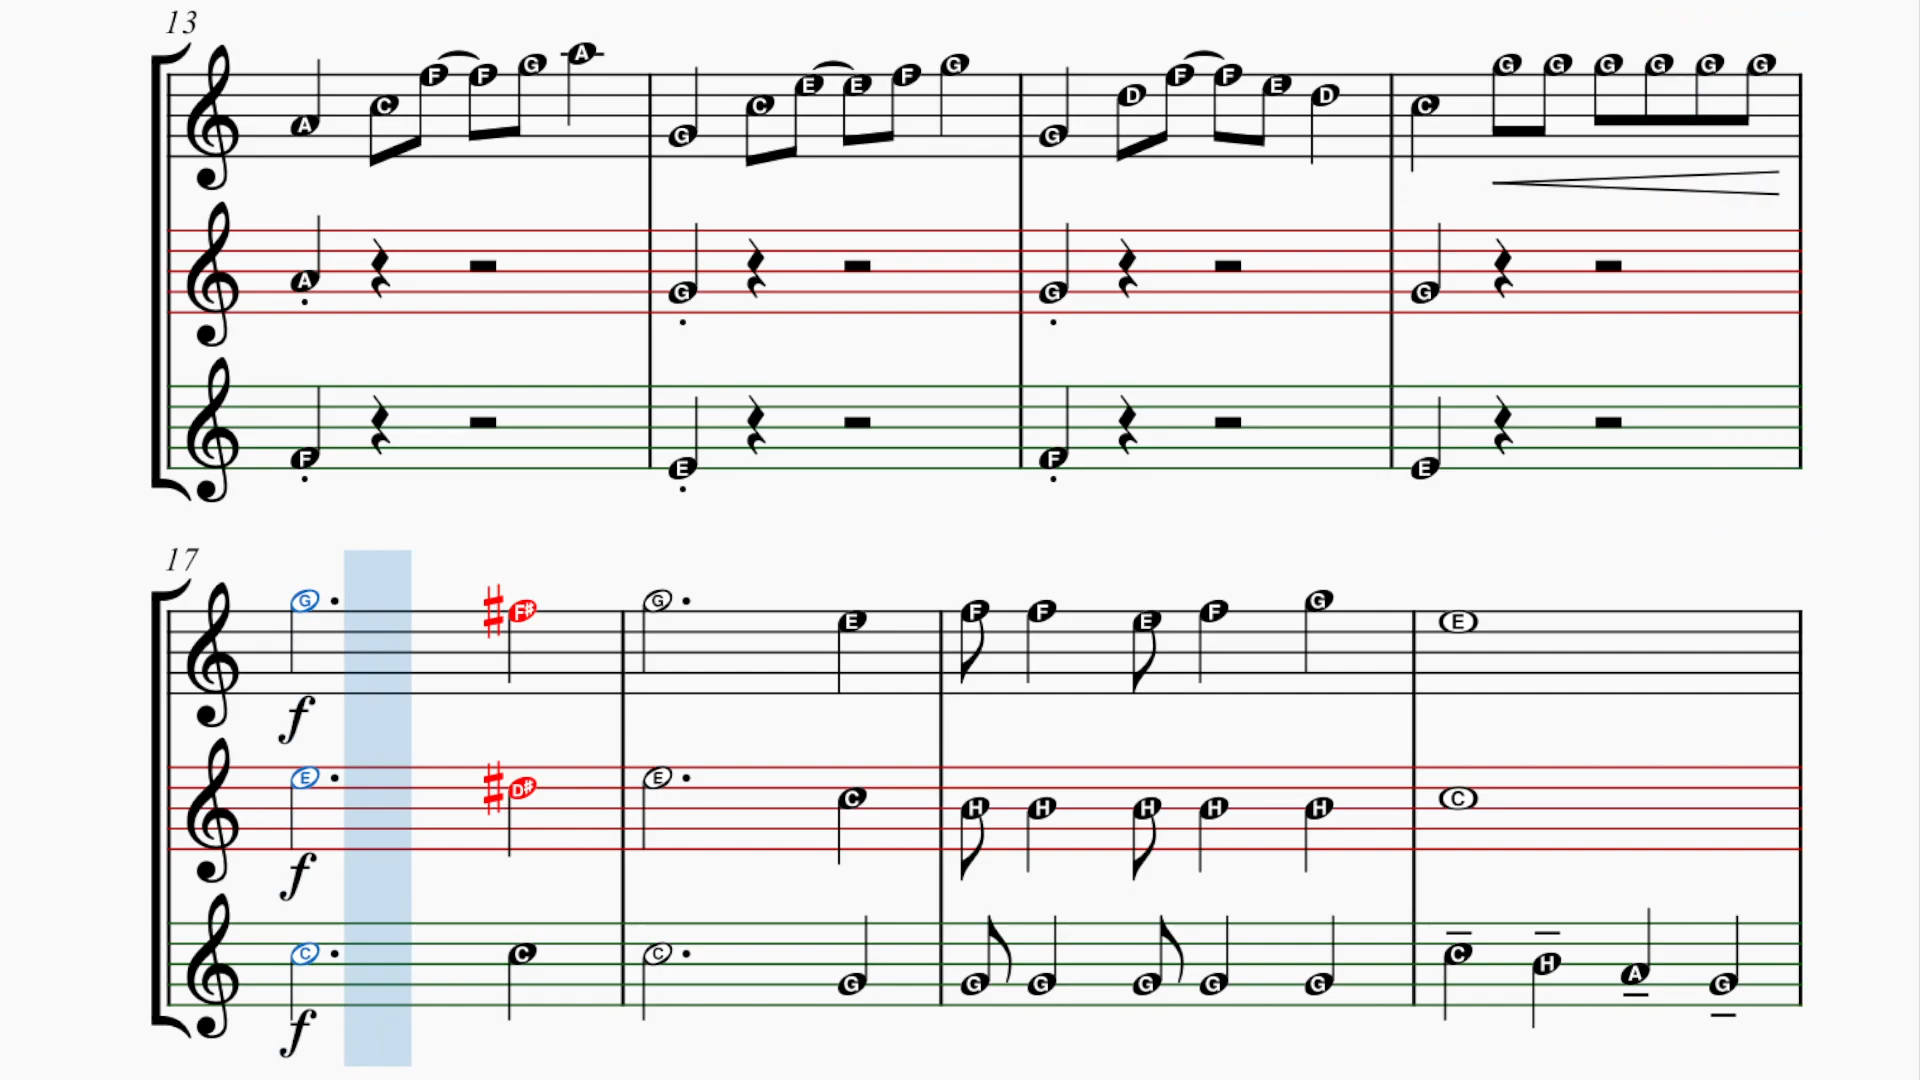 13
A C F F G A G C E E F G G D F F E D C G G G G G G
A G G G
F E F E
17
G F# G E F F E F G E
f
E D# E C H H H H H C
f
C C C G G G G G G C H A G
f